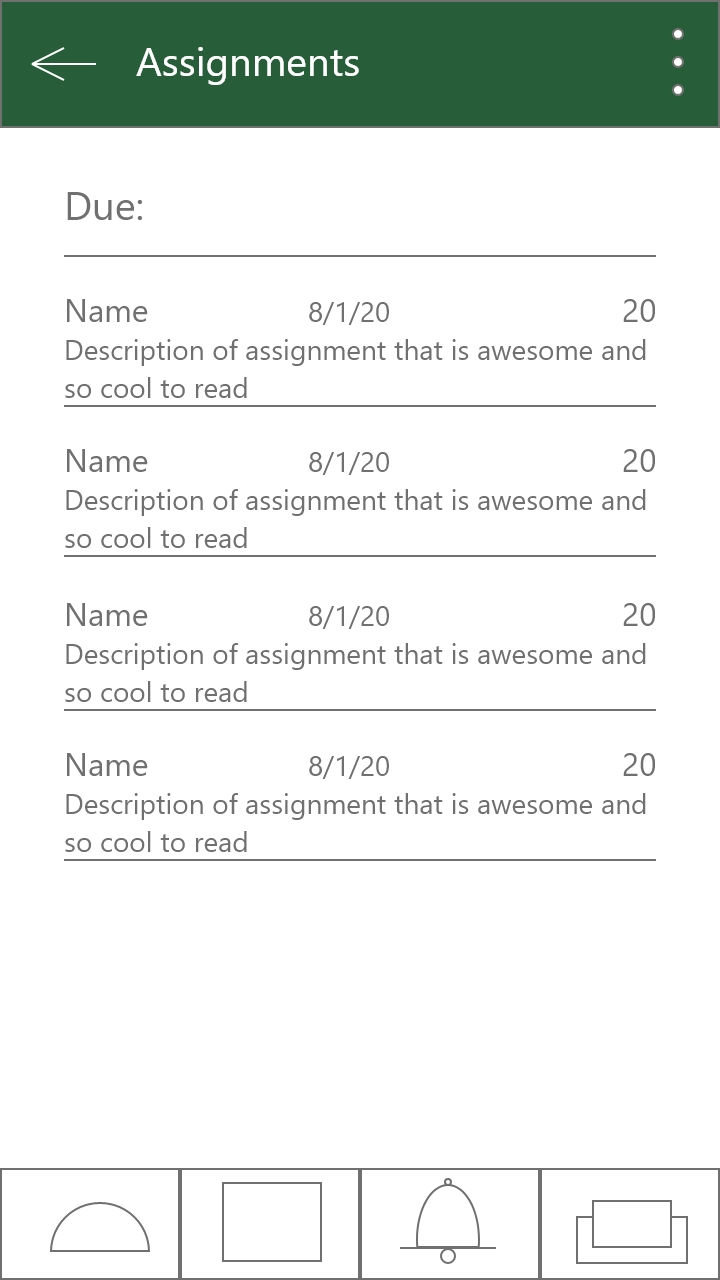 Assignments
Due:
Name 8/1/20 20
Description of assignment that is awesome and
so cool to read
Name 8/1/20 20
Description of assignment that is awesome and
so cool to read
Name 8/1/20 20
Description of assignment that is awesome and
so cool to read
Name 8/1/20 20
Description of assignment that is awesome and
so cool to read